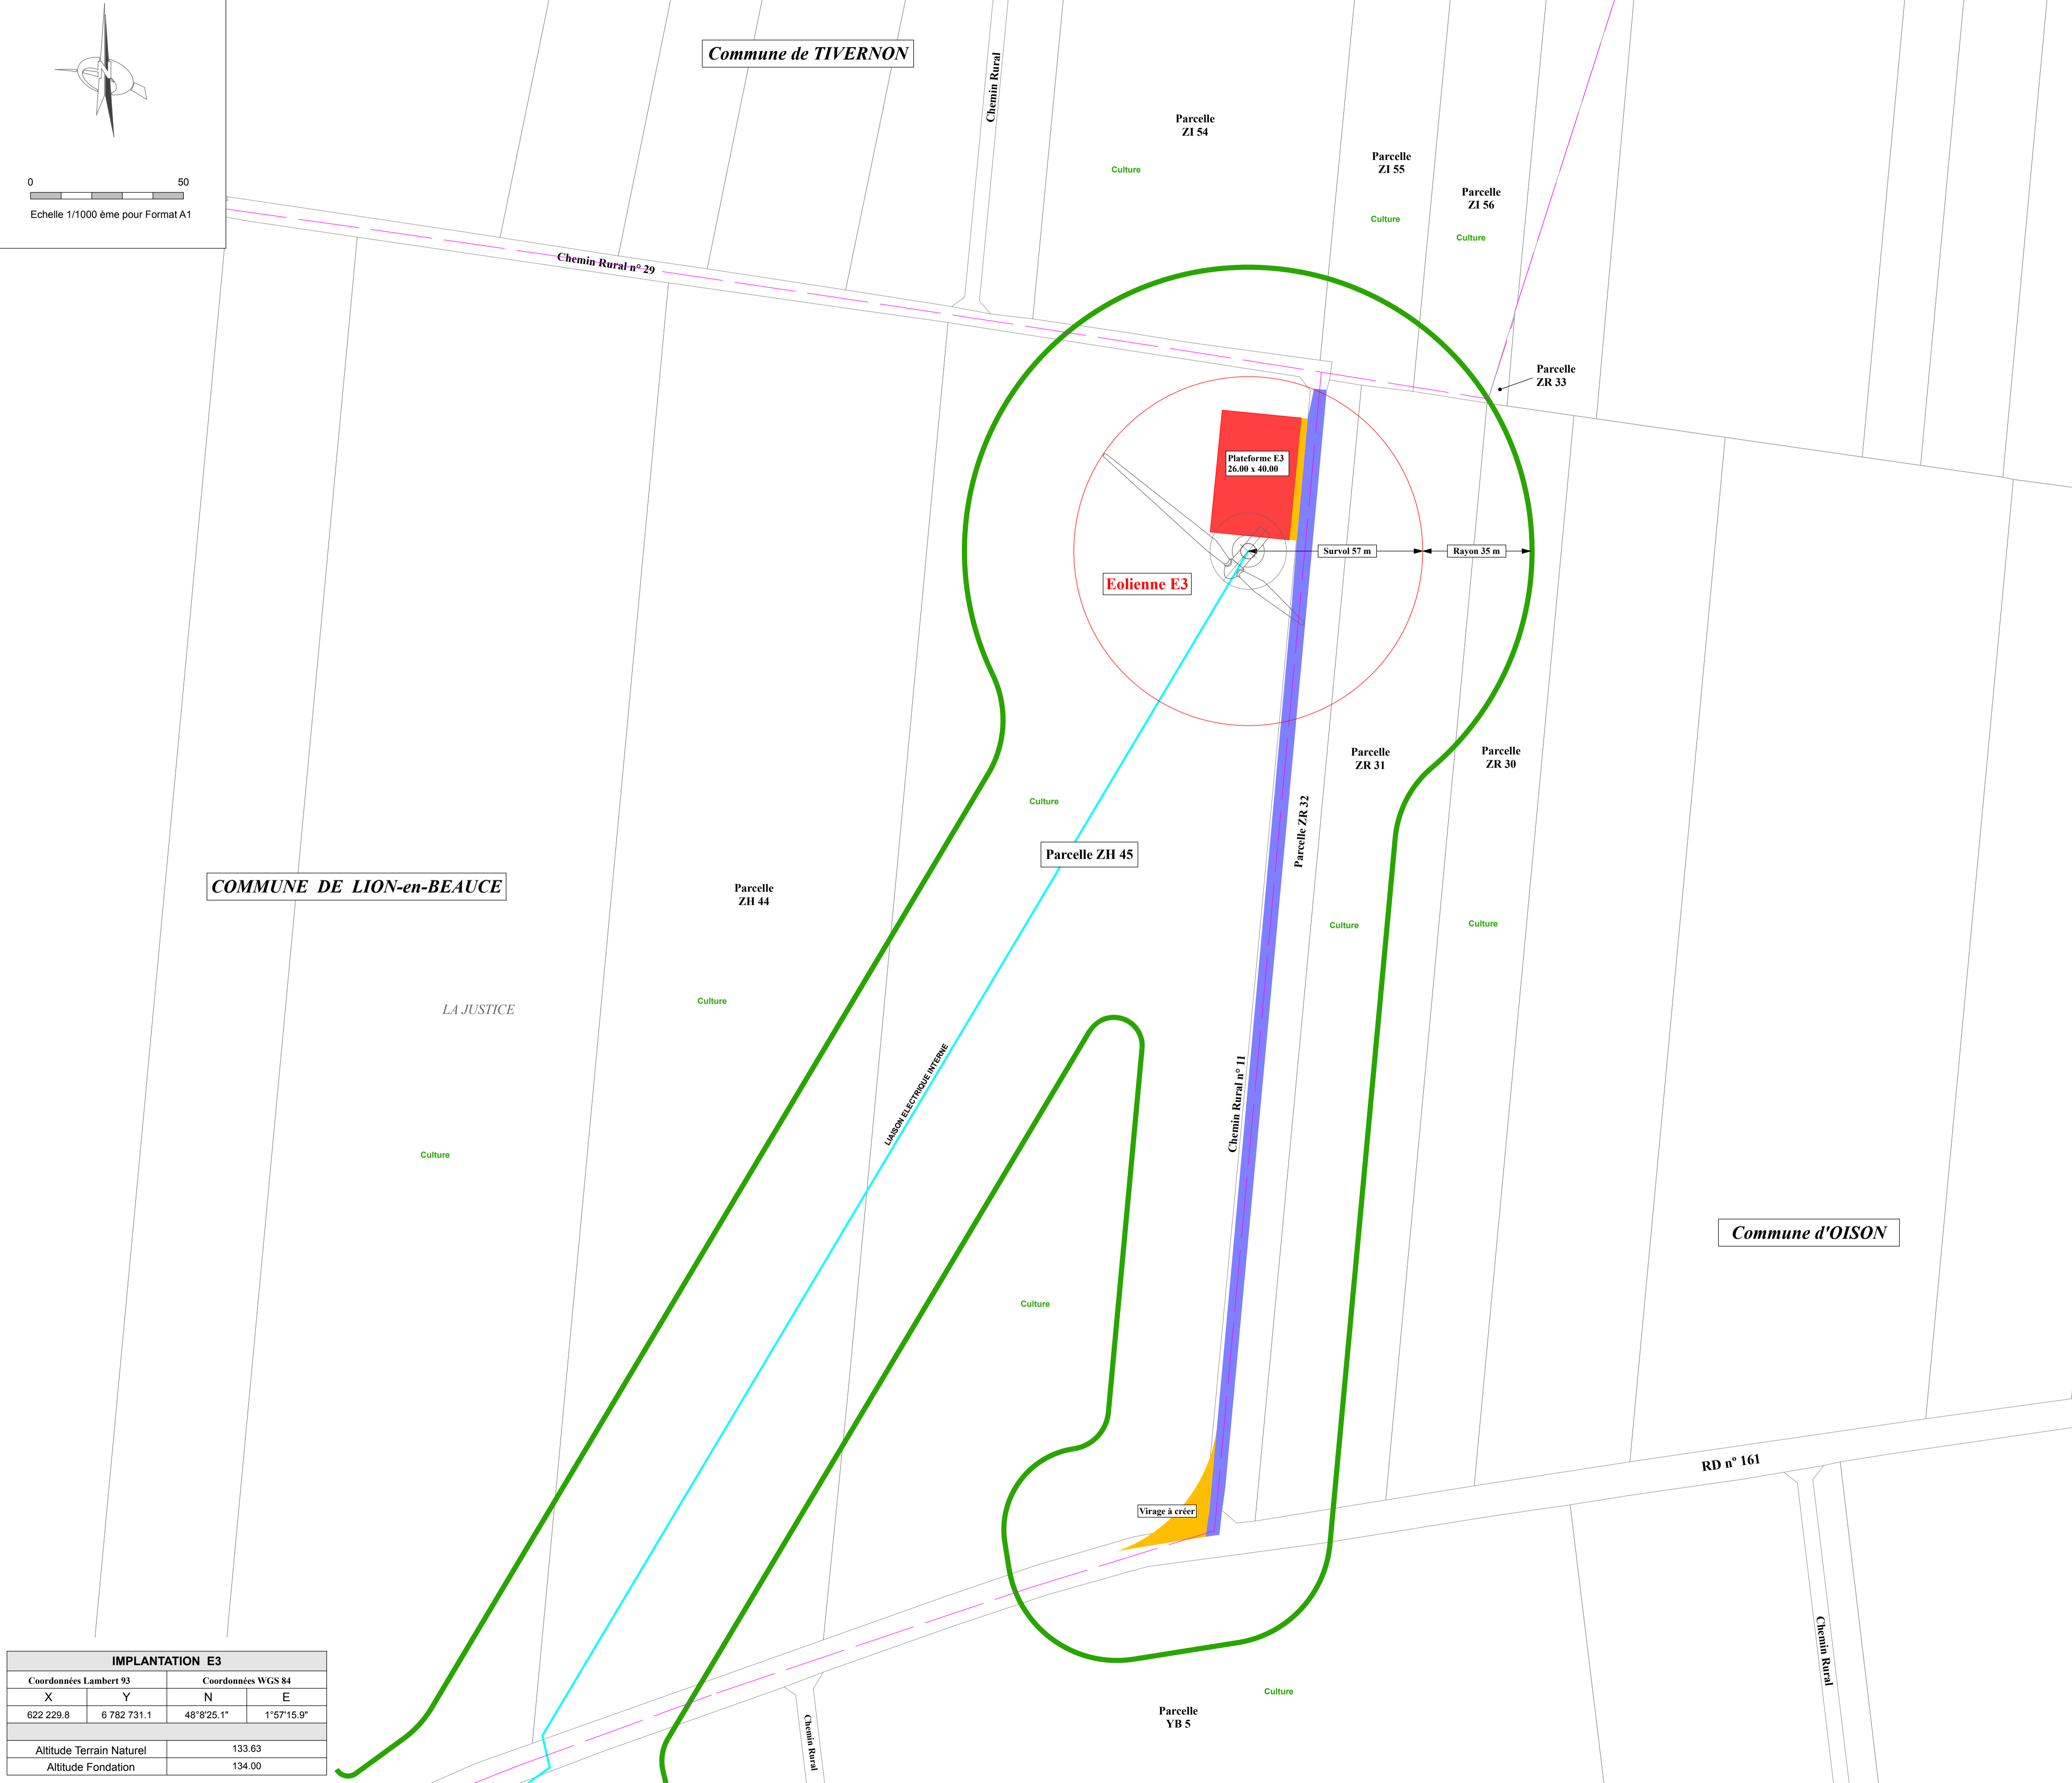 N
0 50
Echelle 1/1000 ème pour Format A1
Commune de TIVERNON
Chemin Rural
Parcelle
ZI 54
Culture
Parcelle
ZI 55
Culture
Parcelle
ZI 56
Culture
Chemin Rural n° 29
Parcelle
ZR 33
Plateforme E3
26.00 x 40.00
Survol 57 m
Rayon 35 m
Eolienne E3
Parcelle
ZR 31
Parcelle
ZR 30
Culture
Parcelle ZR 32
Parcelle ZH 45
COMMUNE DE LION-en-BEAUCE
Parcelle
ZH 44
Culture
Culture
Culture
LA JUSTICE
LIAISON ELECTRIQUE INTERNE
Chemin Rural n° 11
Culture
Commune d'OISON
Culture
RD n° 161
Virage à créer
Chemin Rural
Culture
Parcelle
YB 5
Chemin Rural
IMPLANTATION E3
Coordonnées Lambert 93 Coordonnées WGS 84
X Y N E
622 229.8 6 782 731.1 48°8'25.1" 1°57'15.9"
Altitude Terrain Naturel 133.63
Altitude Fondation 134.00